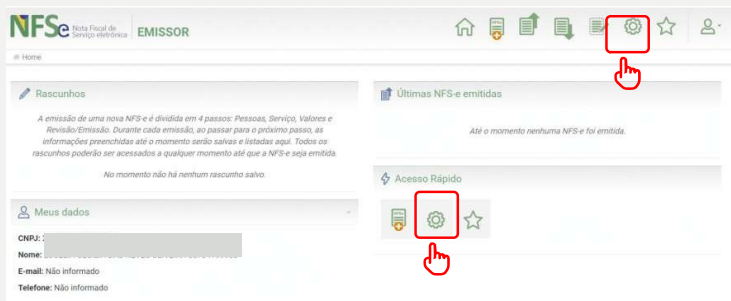 NFSe Nota Fiscal de
Serviço eletrônica EMISSOR
Home
Rascunhos
A emissão de uma nova NFS-e é dividida em 4 passos: Pessoas, Serviço, Valores e
Revisão/Emissão. Durante cada emissão, ao passar para o próximo passo, as
informações preenchidas até o momento serão salvas e listadas aqui. Todos os
rascunhos poderão ser acessados a qualquer momento até que a NFS-e seja emitida.
No momento não há nenhum rascunho salvo.
Meus dados
CNPJ:
Nome:
E-mail: Não informado
Telefone: Não informado
Últimas NFS-e emitidas
Até o momento nenhuma NFS-e foi emitida.
Acesso Rápido